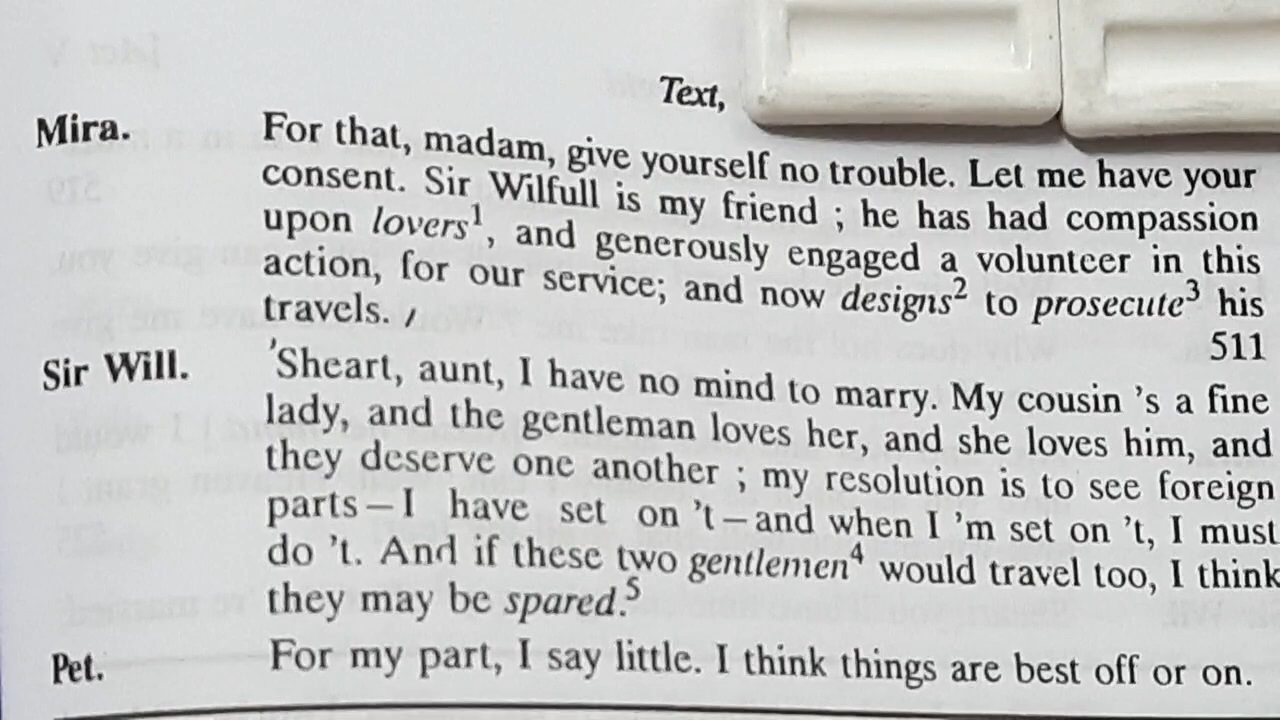 Text,
Mira. For that, madam, give yourself no trouble. Let me have your
consent. Sir Wilfull is my friend ; he has had compassion
upon lovers¹, and generously engaged a volunteer in this
action, for our service; and now designs² to prosecute³ his
travels.
511
Sir Will. 'Sheart, aunt, I have no mind to marry. My cousin 's a fine
lady, and the gentleman loves her, and she loves him, and
they deserve one another ; my resolution is to see foreign
parts – I have set on 't – and when I 'm set on 't, I must
do 't. And if these two gentlemen⁴ would travel too, I think
they may be spared.⁵
Pet. For my part, I say little. I think things are best off or on.